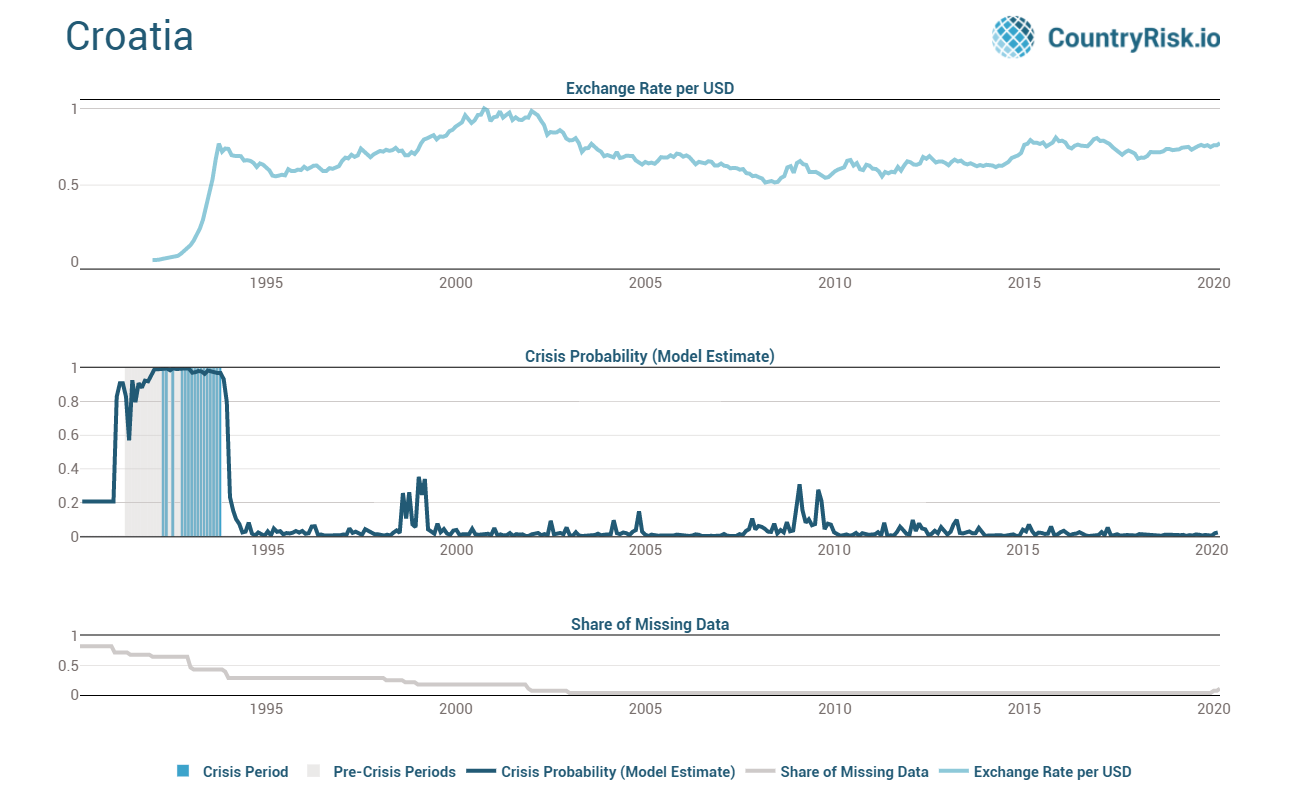 Croatia
CountryRisk.io
Exchange Rate per USD
1
0.5
0
1995 2000 2005 2010 2015 2020
Crisis Probability (Model Estimate)
1
0.8
0.6
0.4
0.2
0
1995 2000 2005 2010 2015 2020
Share of Missing Data
1
0.5
0
1995 2000 2005 2010 2015 2020
Crisis Period Pre-Crisis Periods Crisis Probability (Model Estimate) Share of Missing Data Exchange Rate per USD